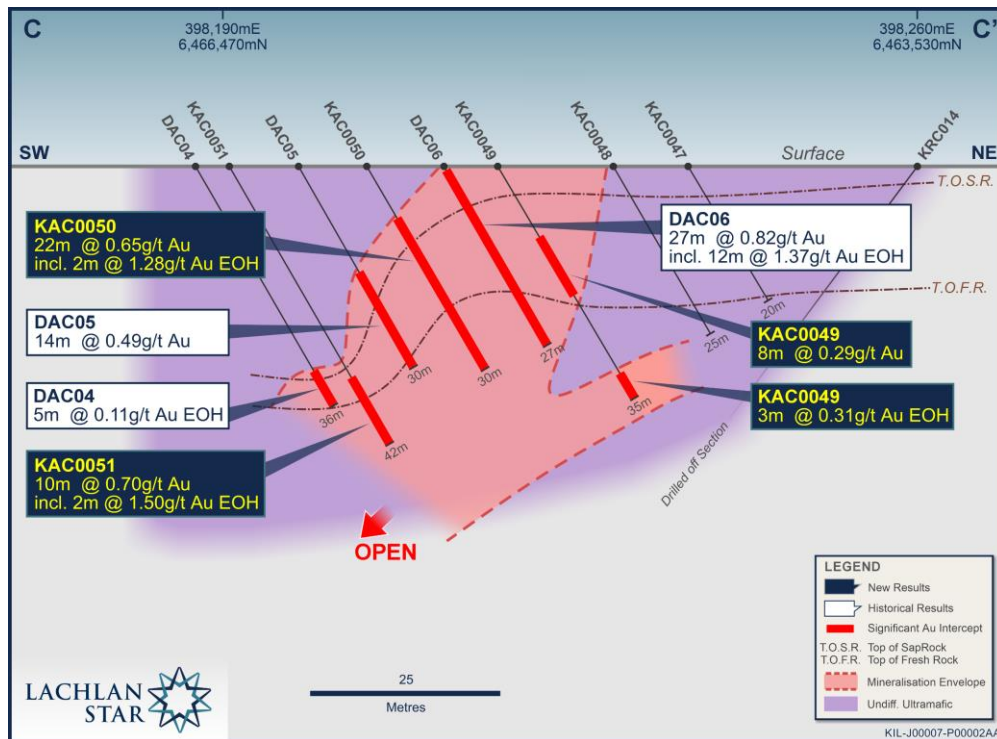 C
398,190mE
6,466,470mN
398,260mE
6,463,530mN
C'
SW
DAC04
KAC0051
DAC05
KAC0050
DAC06
KAC0049
KAC0048
KAC0047
Surface
KRC014
NE
T.O.S.R.
KAC0050
22m @ 0.65g/t Au
incl. 2m @ 1.28g/t Au EOH
DAC06
27m @ 0.82g/t Au
incl. 12m @ 1.37g/t Au EOH
T.O.F.R.
DAC05
14m @ 0.49g/t Au
KAC0049
8m @ 0.29g/t Au
DAC04
5m @ 0.11g/t Au EOH
KAC0049
3m @ 0.31g/t Au EOH
36m
42m
30m
30m
27m
35m
25m
20m
KAC0051
10m @ 0.70g/t Au
incl. 2m @ 1.50g/t Au EOH
Drilled off Section
OPEN
LEGEND
New Results
Historical Results
Significant Au Intercept
T.O.S.R. Top of SapRock
T.O.F.R. Top of Fresh Rock
Mineralisation Envelope
Undiff. Ultramafic
LACHLAN
STAR
25
Metres
KIL-J00007-P00002AA